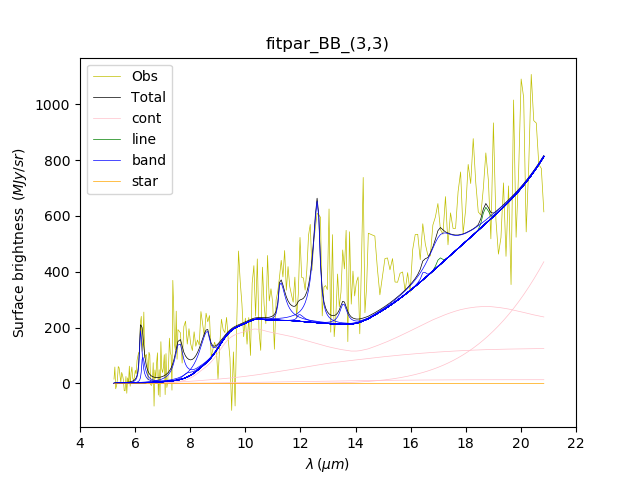 fitpar_BB_(3,3)
Obs
Total
cont
line
band
star
Surface brightness (MJy/sr)
1000
800
600
400
200
0
4 6 8 10 12 14 16 18 20 22
λ (μm)